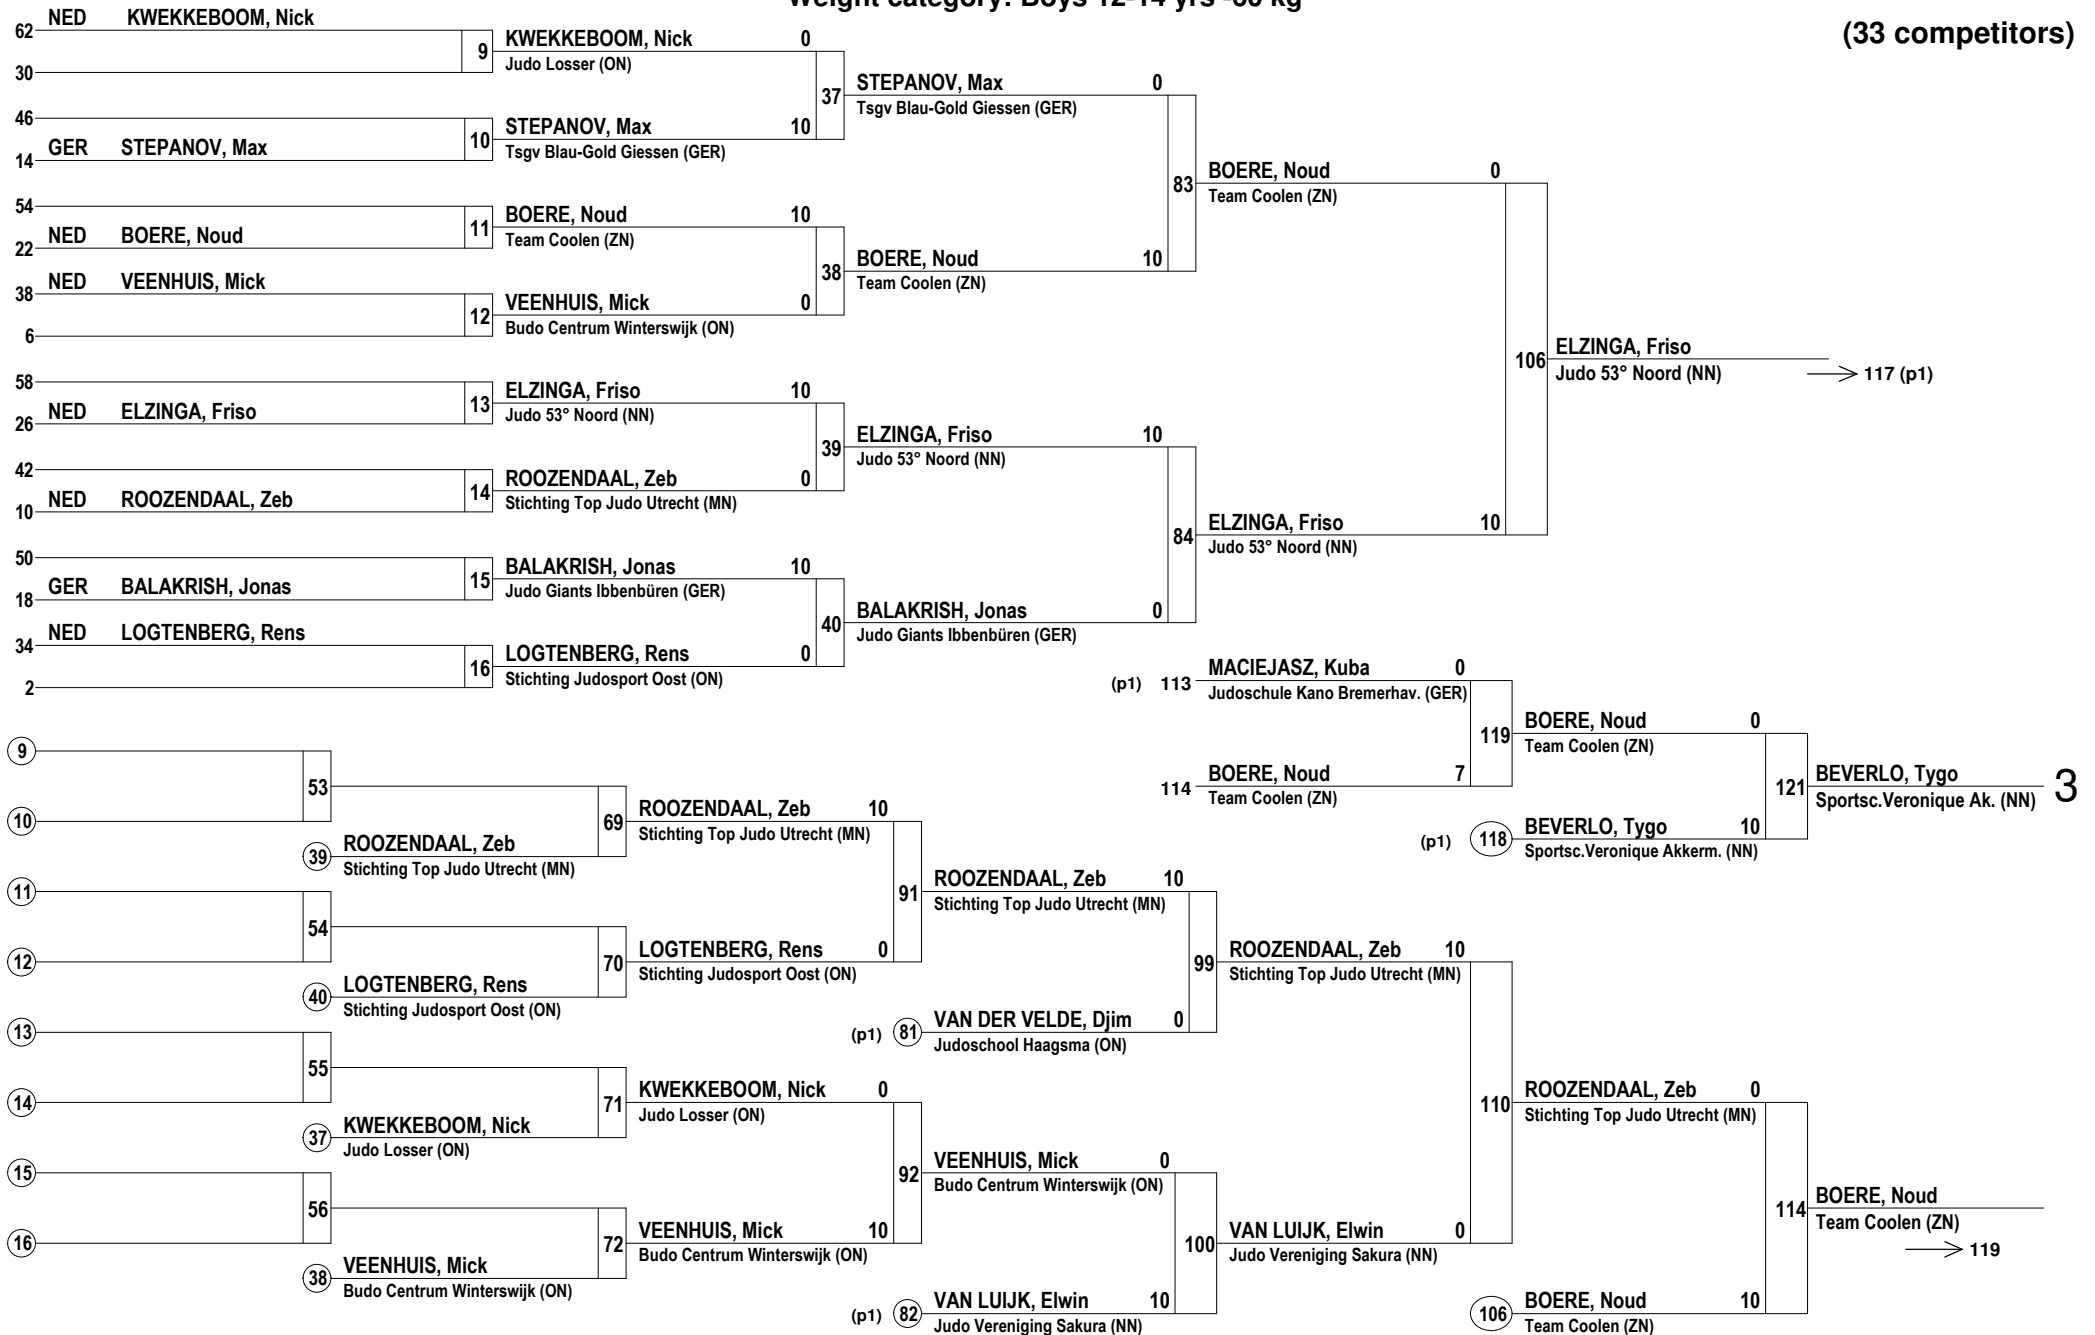 Weight category: Boys 12-14 yrs -66 kg
(33 competitors)
62 NED KWEKKEBOOM, Nick
30
9 KWEKKEBOOM, Nick 0
Judo Losser (ON)
46
14 GER STEPANOV, Max
10 STEPANOV, Max 10
Tsgv Blau-Gold Giessen (GER)
37 STEPANOV, Max 0
Tsgv Blau-Gold Giessen (GER)
54
22 NED BOERE, Noud
11 BOERE, Noud 10
Team Coolen (ZN)
38 NED VEENHUIS, Mick
6
12 VEENHUIS, Mick 0
Budo Centrum Winterswijk (ON)
38 BOERE, Noud 10
Team Coolen (ZN)
83 BOERE, Noud 0
Team Coolen (ZN)
58
26 NED ELZINGA, Friso
13 ELZINGA, Friso 10
Judo 53° Noord (NN)
42
10 NED ROOZENDAAL, Zeb
14 ROOZENDAAL, Zeb 0
Stichting Top Judo Utrecht (MN)
39 ELZINGA, Friso 10
Judo 53° Noord (NN)
50
18 GER BALAKRISH, Jonas
15 BALAKRISH, Jonas 10
Judo Giants Ibbenbüren (GER)
34 NED LOGTENBERG, Rens
2
16 LOGTENBERG, Rens 0
Stichting Judosport Oost (ON)
40 BALAKRISH, Jonas 0
Judo Giants Ibbenbüren (GER)
84 ELZINGA, Friso 10
Judo 53° Noord (NN)
106 ELZINGA, Friso
Judo 53° Noord (NN)
117 (p1)
(p1) 113 MACIEJASZ, Kuba 0
Judoschule Kano Bremerhav. (GER)
114 BOERE, Noud 7
Team Coolen (ZN)
119 BOERE, Noud 0
Team Coolen (ZN)
(p1) 118 BEVERLO, Tygo 10
Sportsc.Veronique Akkerm. (NN)
121 BEVERLO, Tygo
Sportsc.Veronique Ak. (NN)
3
9
10
53
39 ROOZENDAAL, Zeb
Stichting Top Judo Utrecht (MN)
69 ROOZENDAAL, Zeb 10
Stichting Top Judo Utrecht (MN)
11
12
54
40 LOGTENBERG, Rens
Stichting Judosport Oost (ON)
70 LOGTENBERG, Rens 0
Stichting Judosport Oost (ON)
91 ROOZENDAAL, Zeb 10
Stichting Top Judo Utrecht (MN)
(p1) 81 VAN DER VELDE, Djim 0
Judoschool Haagsma (ON)
99 ROOZENDAAL, Zeb 10
Stichting Top Judo Utrecht (MN)
13
14
55
37 KWEKKEBOOM, Nick
Judo Losser (ON)
71 KWEKKEBOOM, Nick 0
Judo Losser (ON)
15
16
56
38 VEENHUIS, Mick
Budo Centrum Winterswijk (ON)
72 VEENHUIS, Mick 10
Budo Centrum Winterswijk (ON)
92 VEENHUIS, Mick 0
Budo Centrum Winterswijk (ON)
(p1) 82 VAN LUIJK, Elwin 10
Judo Vereniging Sakura (NN)
100 VAN LUIJK, Elwin 0
Judo Vereniging Sakura (NN)
110 ROOZENDAAL, Zeb 0
Stichting Top Judo Utrecht (MN)
106 BOERE, Noud 10
Team Coolen (ZN)
114 BOERE, Noud
Team Coolen (ZN)
119